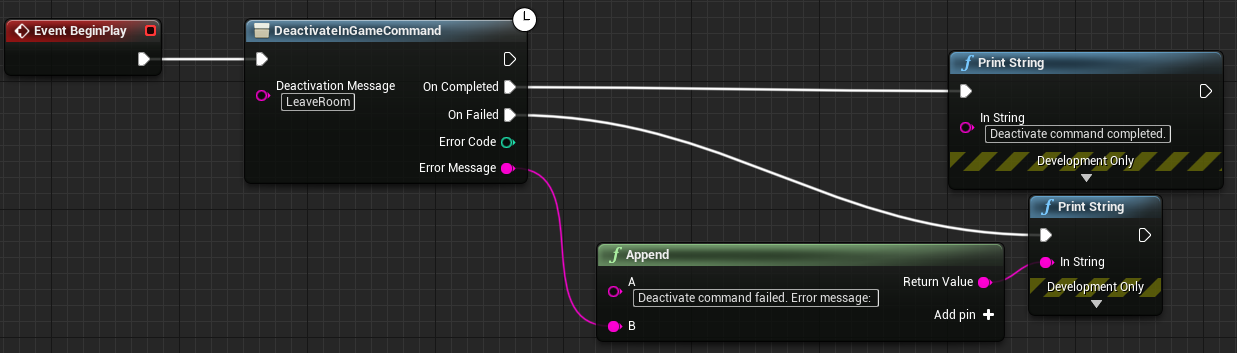 Event BeginPlay
DeactivateInGameCommand
Deactivation Message
LeaveRoom
On Completed
On Failed
Error Code
Error Message
Print String
In String
Deactivate command completed.
Development Only
Append
A
Deactivate command failed. Error message:
B
Return Value
Add pin
Print String
In String
Development Only